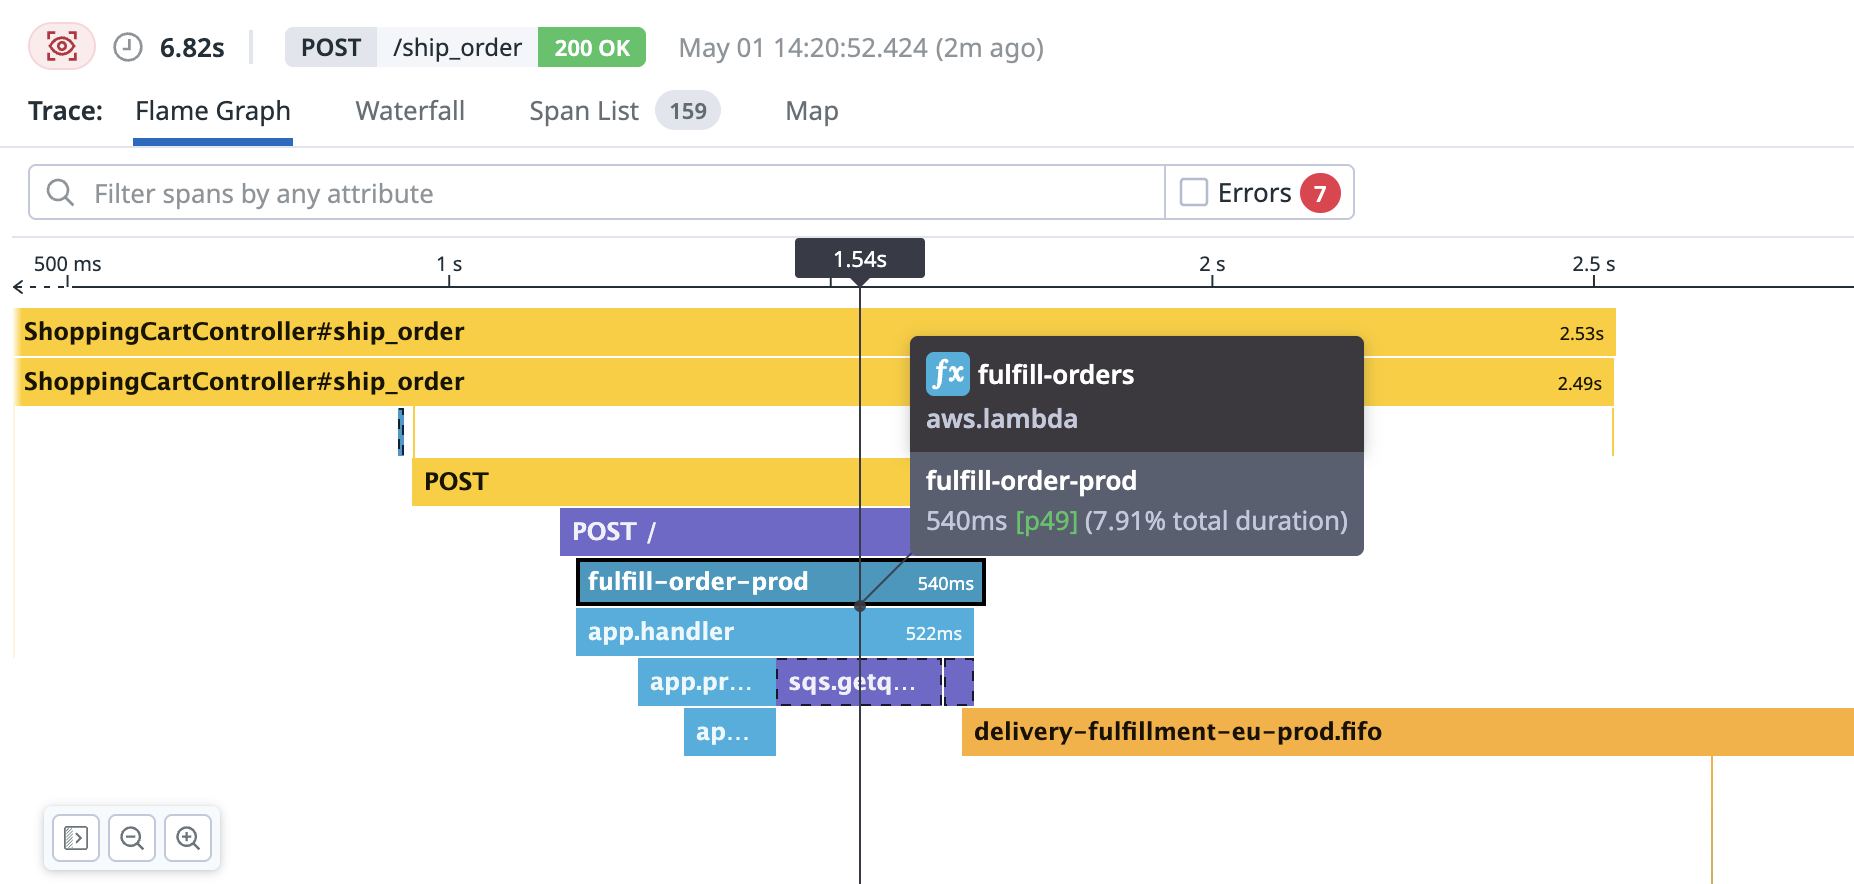 6.82s POST /ship_order 200 OK May 01 14:20:52.424 (2m ago)
Trace: Flame Graph Waterfall Span List 159 Map
Filter spans by any attribute Errors 7
500 ms 1 s 1.54s 2 s 2.5 s
ShoppingCartController#ship_order 2.53s
ShoppingCartController#ship_order 2.49s
fx fulfill-orders
aws.lambda
POST
fulfill-order-prod
540ms [p49] (7.91% total duration)
POST /
fulfill-order-prod 540ms
app.handler 522ms
app.pr... sqs.getq...
ap... delivery-fulfillment-eu-prod.fifo